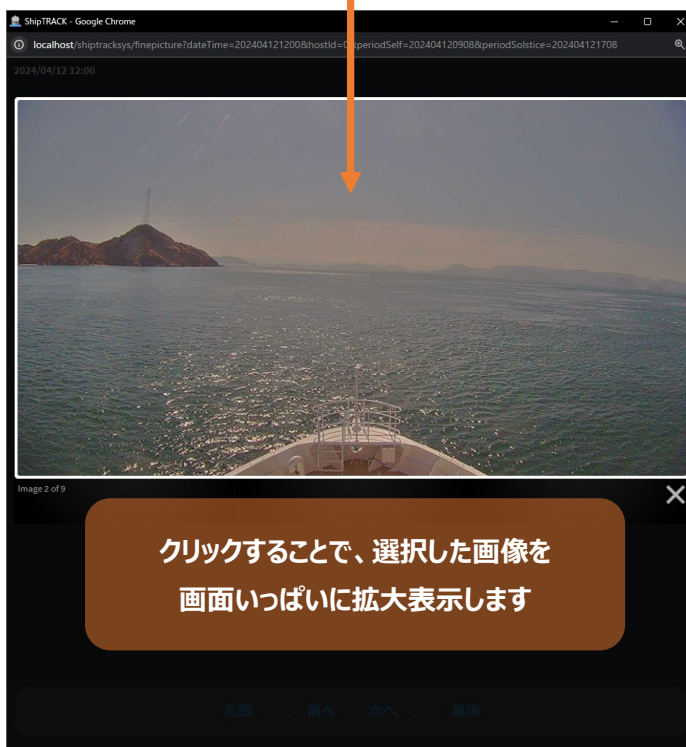 ShipTRACK - Google Chrome
localhost/shiptracksys/finepicture?dateTime=202404121200&hostId=0&periodSelf=202404120908&periodSolstice=202404121708
2024/04/12 12:00
Image 2 of 9
クリックすることで、選択した画像を
画面いっぱいに拡大表示します
先頭 ‹ 前へ 次へ › 最後